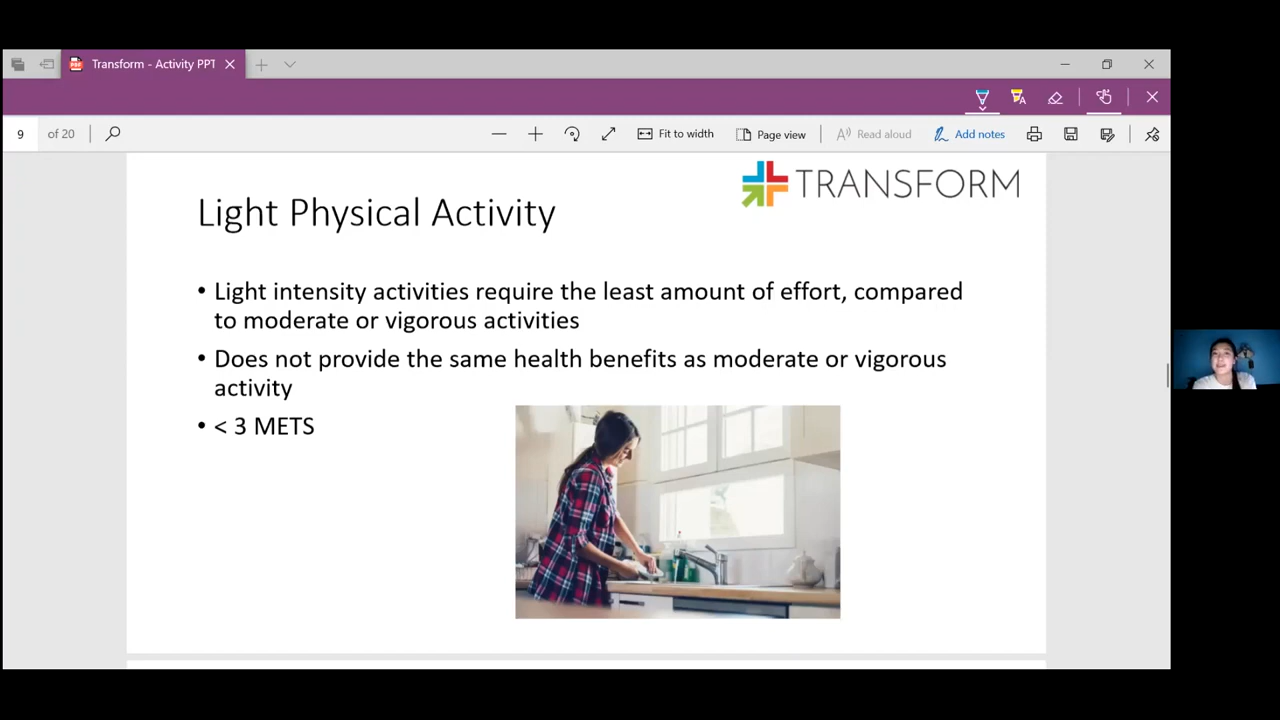 Transform - Activity PPT
9 of 20
Fit to width
Page view
Read aloud
Add notes
TRANSFORM
Light Physical Activity
• Light intensity activities require the least amount of effort, compared
to moderate or vigorous activities
• Does not provide the same health benefits as moderate or vigorous
activity
• < 3 METS